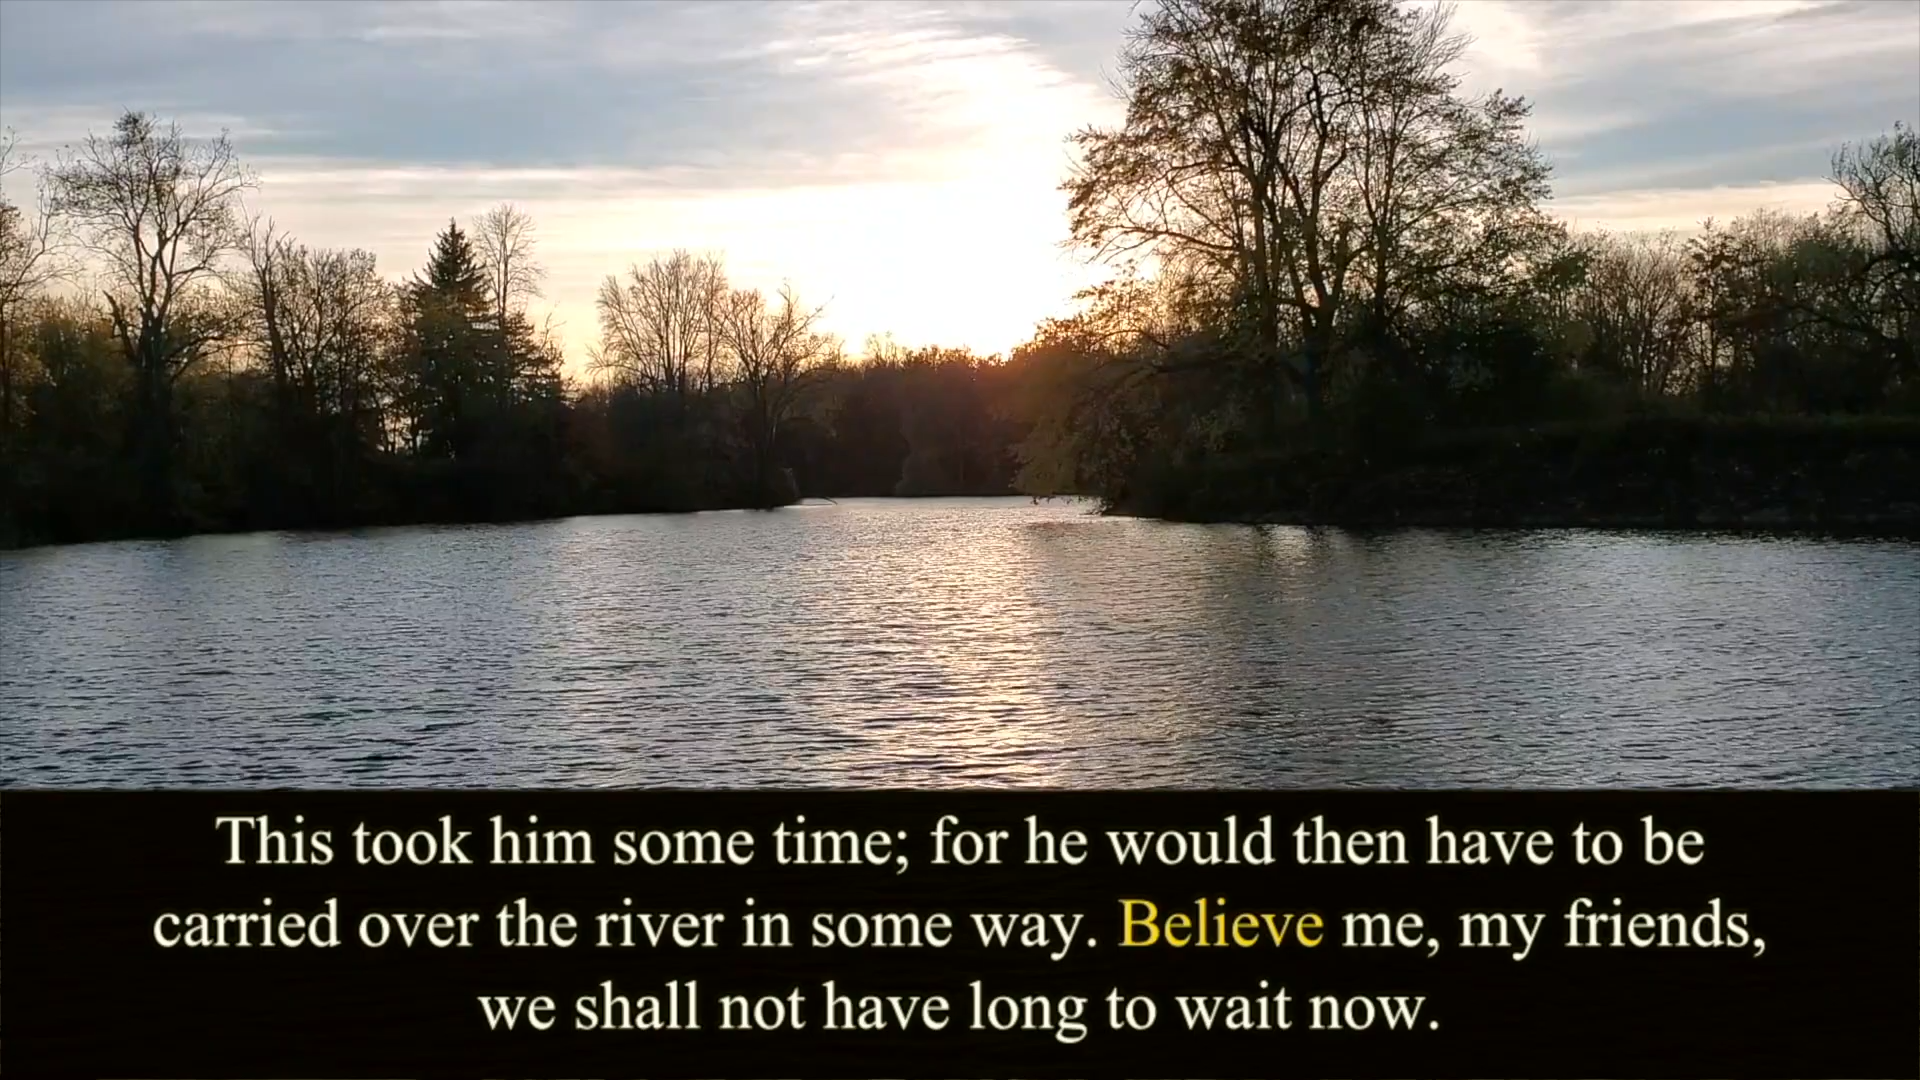 This took him some time; for he would then have to be
carried over the river in some way. Believe me, my friends,
we shall not have long to wait now.